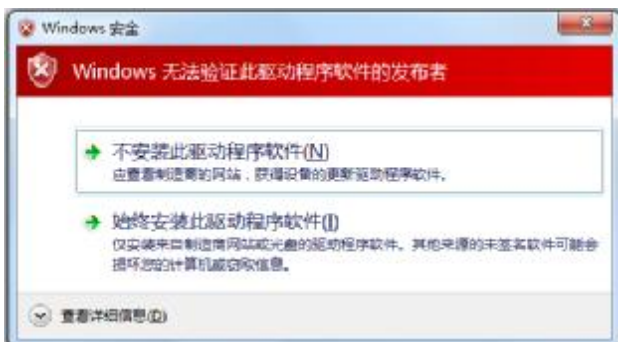 Windows 安全
Windows 无法验证此驱动程序软件的发布者
不安装此驱动程序软件(N)
应查看制造商的网站，获得设备的更新驱动程序软件。
始终安装此驱动程序软件(I)
仅安装来自制造商网站或光盘的驱动程序软件。其他来源的未签名软件可能会
损坏您的计算机或窃取信息。
查看详细信息(D)